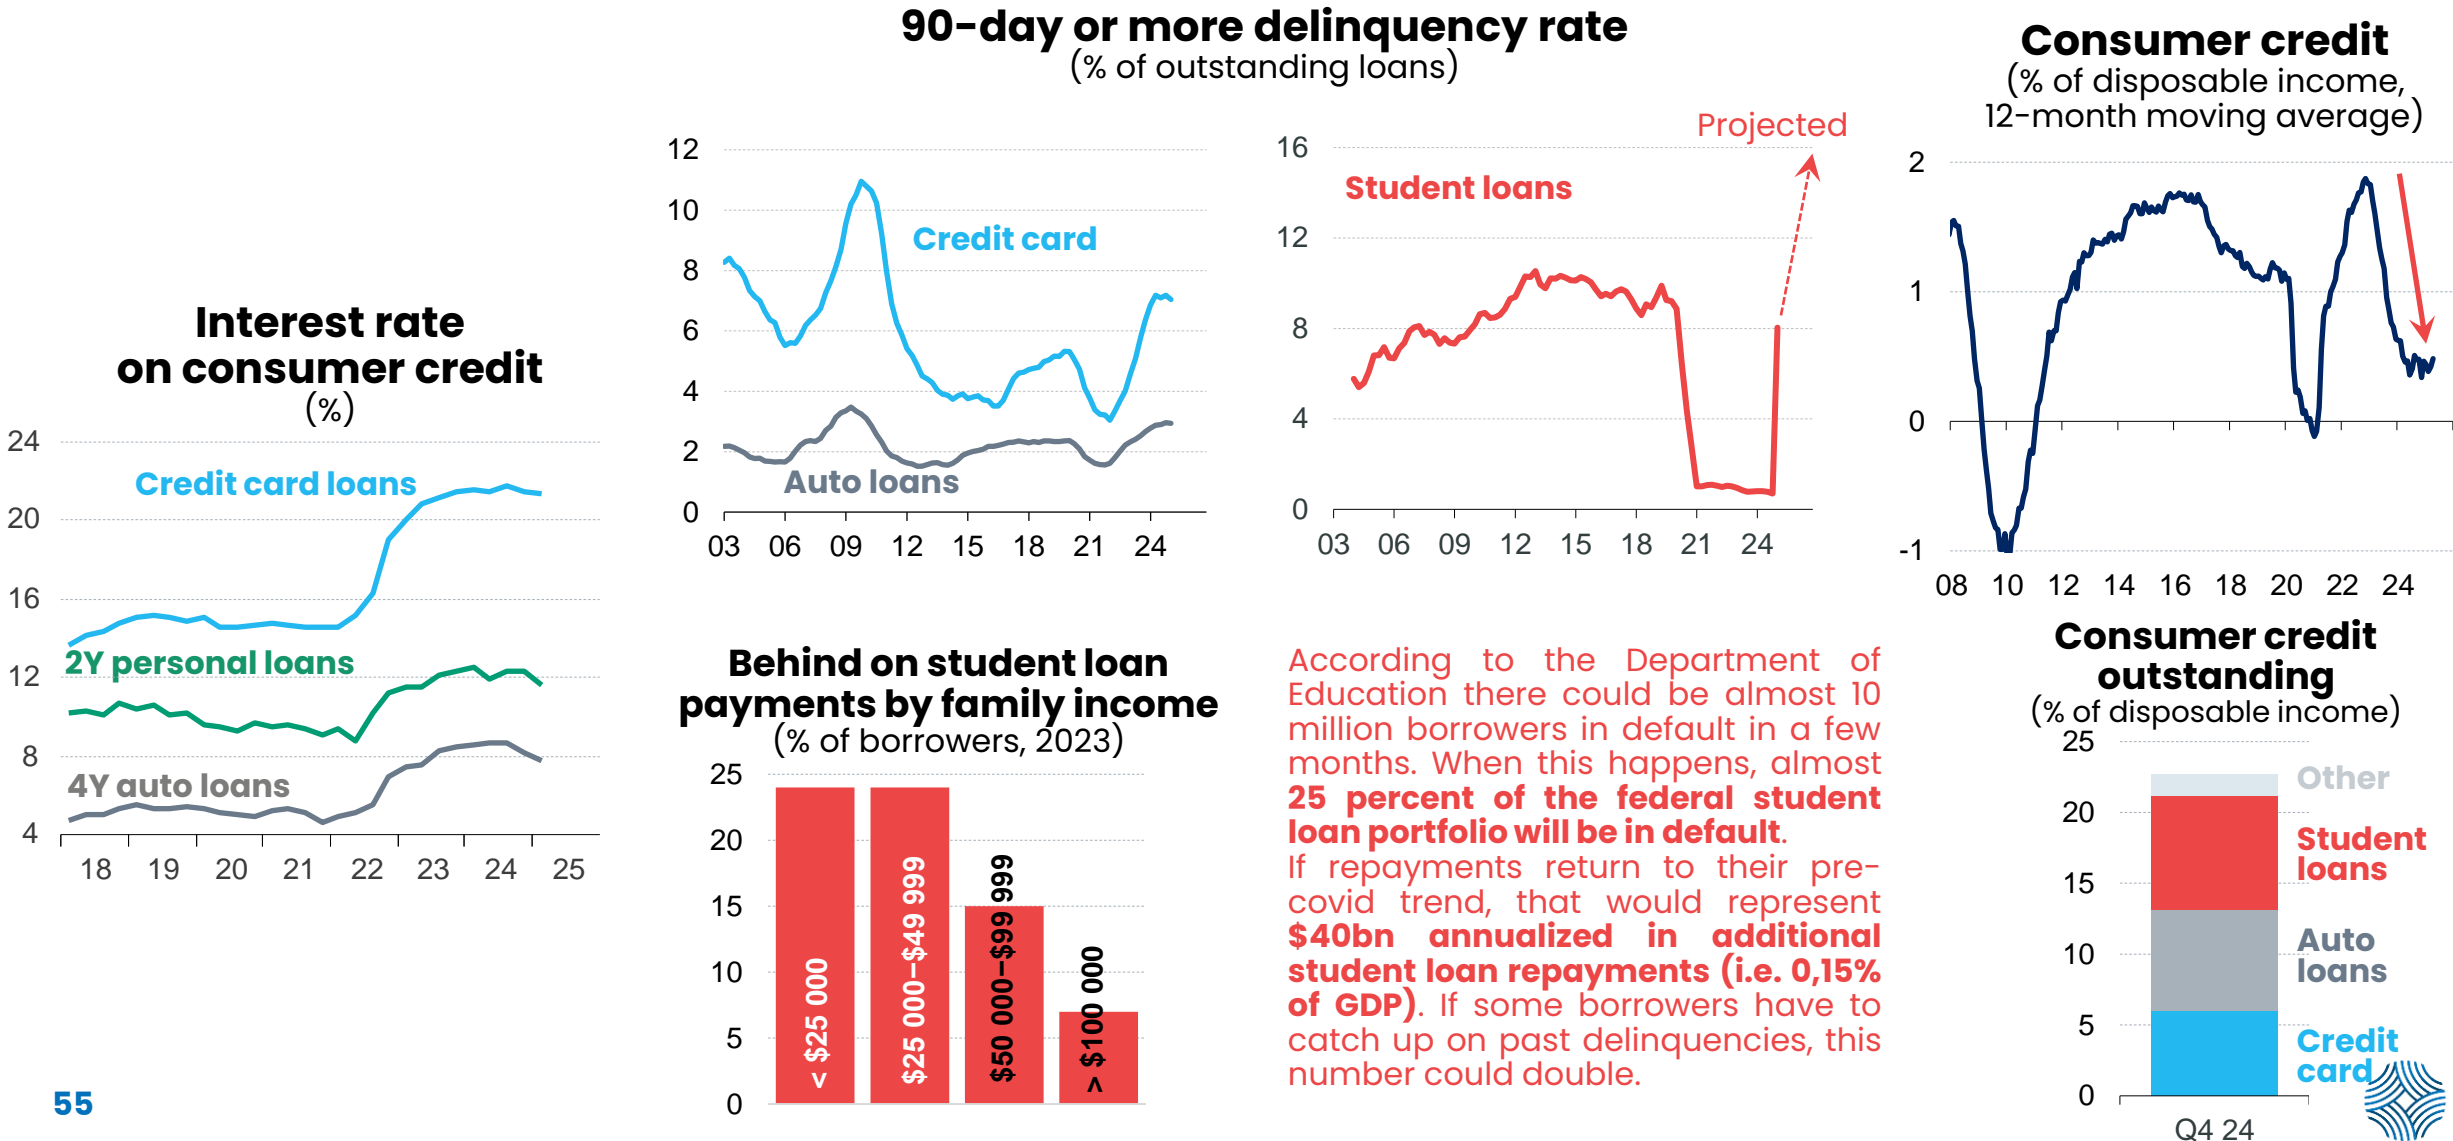 90-day or more delinquency rate
(% of outstanding loans)
Consumer credit
(% of disposable income,
12-month moving average)
Interest rate
on consumer credit
(%)
24
20
16
12
8
4
Credit card loans
2Y personal loans
4Y auto loans
18 19 20 21 22 23 24 25
12
10
8
6
4
2
0
Credit card
Auto loans
03 06 09 12 15 18 21 24
Projected
16
12
8
4
0
Student loans
03 06 09 12 15 18 21 24
2
1
0
-1
08 10 12 14 16 18 20 22 24
Behind on student loan
payments by family income
(% of borrowers, 2023)
25
20
15
10
5
0
< $25 000
$25 000–$49 999
$50 000–$99 999
> $100 000
According to the Department of
Education there could be almost 10
million borrowers in default in a few
months. When this happens, almost
25 percent of the federal student
loan portfolio will be in default.
If repayments return to their pre-
covid trend, that would represent
$40bn annualized in additional
student loan repayments (i.e. 0,15%
of GDP). If some borrowers have to
catch up on past delinquencies, this
number could double.
Consumer credit
outstanding
(% of disposable income)
25
20
15
10
5
0
Other
Student
loans
Auto
loans
Credit
card
Q4 24
55